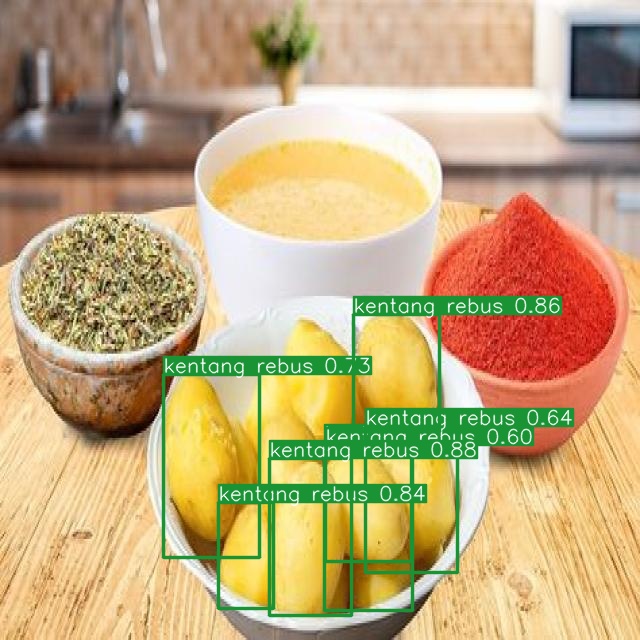 kentang rebus 0.86
kentang rebus 0.73
kentang rebus 0.64
kentang rebus 0.60
kentang rebus 0.88
kentang rebus 0.84